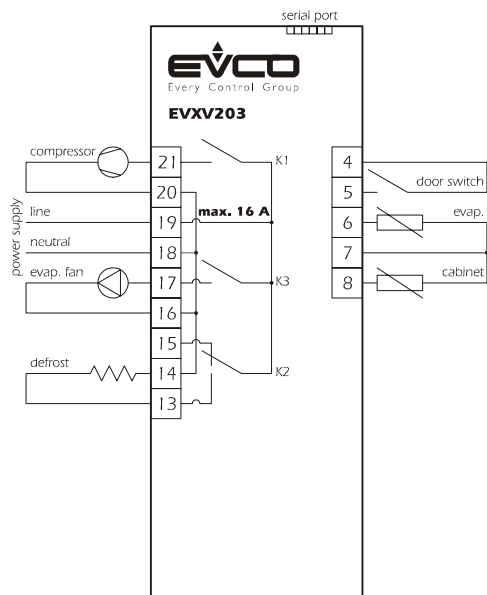 serial port
EVCO
Every Control Group
EVXV203
compressor
21
K1
4
20
5
door switch
power supply
line
19
max. 16 A
6
evap.
neutral
18
7
evap. fan
17
K3
8
cabinet
16
15
defrost
14
K2
13